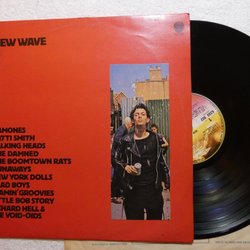 EW WAVE
AMONES
ATTI SMITH
ALKING HEADS
HE DAMNED
HE BOOMTOWN RATS
UNAWAYS
EW YORK DOLLS
EAD BOYS
AMIN' GROOVIES
TTLE BOB STORY
CHARD HELL &
HE VOID-OIDS